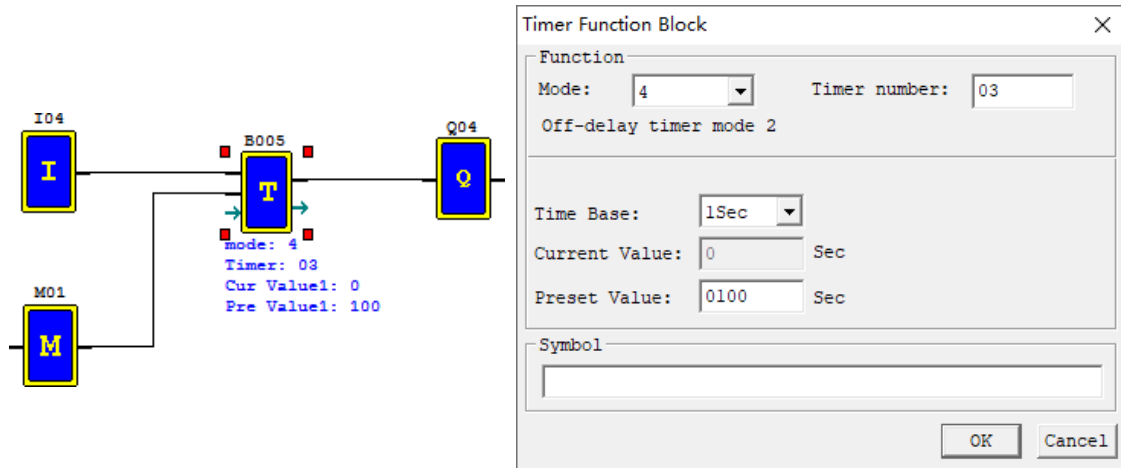 I04
I
B005
T
Q04
Q
mode: 4
Timer: 03
Cur Value1: 0
Pre Value1: 100
M01
M
Timer Function Block
Function
Mode: 4 Timer number: 03
Off-delay timer mode 2
Time Base: 1Sec
Current Value: 0 Sec
Preset Value: 0100 Sec
Symbol
OK Cancel